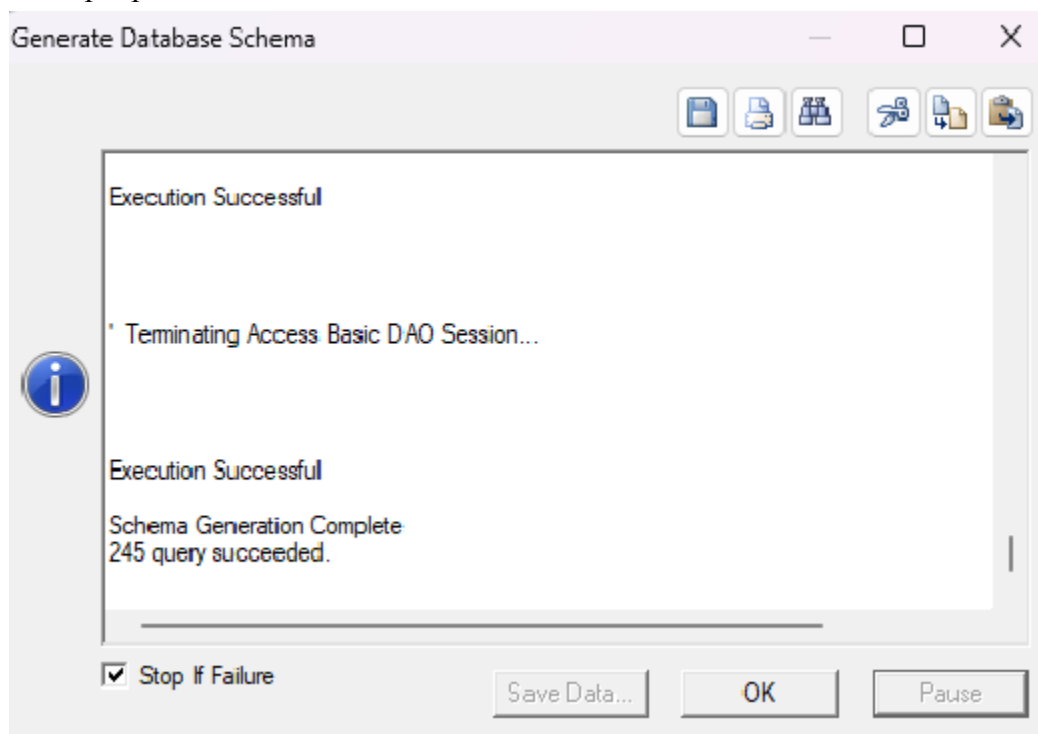 Generate Database Schema
Execution Successful
" Terminating Access Basic DAO Session...
Execution Successful
Schema Generation Complete
245 query succeeded.
Stop If Failure
Save Data...
OK
Pause